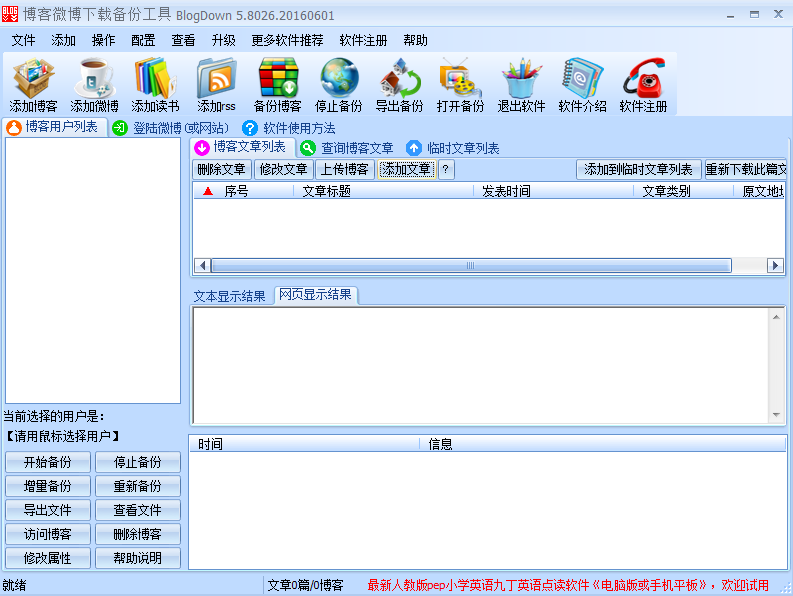 BLOG 博客微博下载备份工具 BlogDown 5.8026.20160601
文件 添加 操作 配置 查看 升级 更多软件推荐 软件注册 帮助
添加博客 添加微博 添加读书 添加rss 备份博客 停止备份 导出备份 打开备份 退出软件 软件介绍 软件注册
博客用户列表 登陆微博(或网站) ? 软件使用方法
博客文章列表 查询博客文章 临时文章列表
删除文章 修改文章 上传博客 添加文章 ? 添加到临时文章列表 重新下载此篇文
序号 文章标题 发表时间 文章类别 原文地址
文本显示结果 网页显示结果
当前选择的用户是:
【请用鼠标选择用户】
时间 信息
开始备份 停止备份
增量备份 重新备份
导出文件 查看文件
访问博客 删除博客
修改属性 帮助说明
就绪 文章0篇/0博客 最新人教版pep小学英语九丁英语点读软件《电脑版或手机平板》，欢迎试用